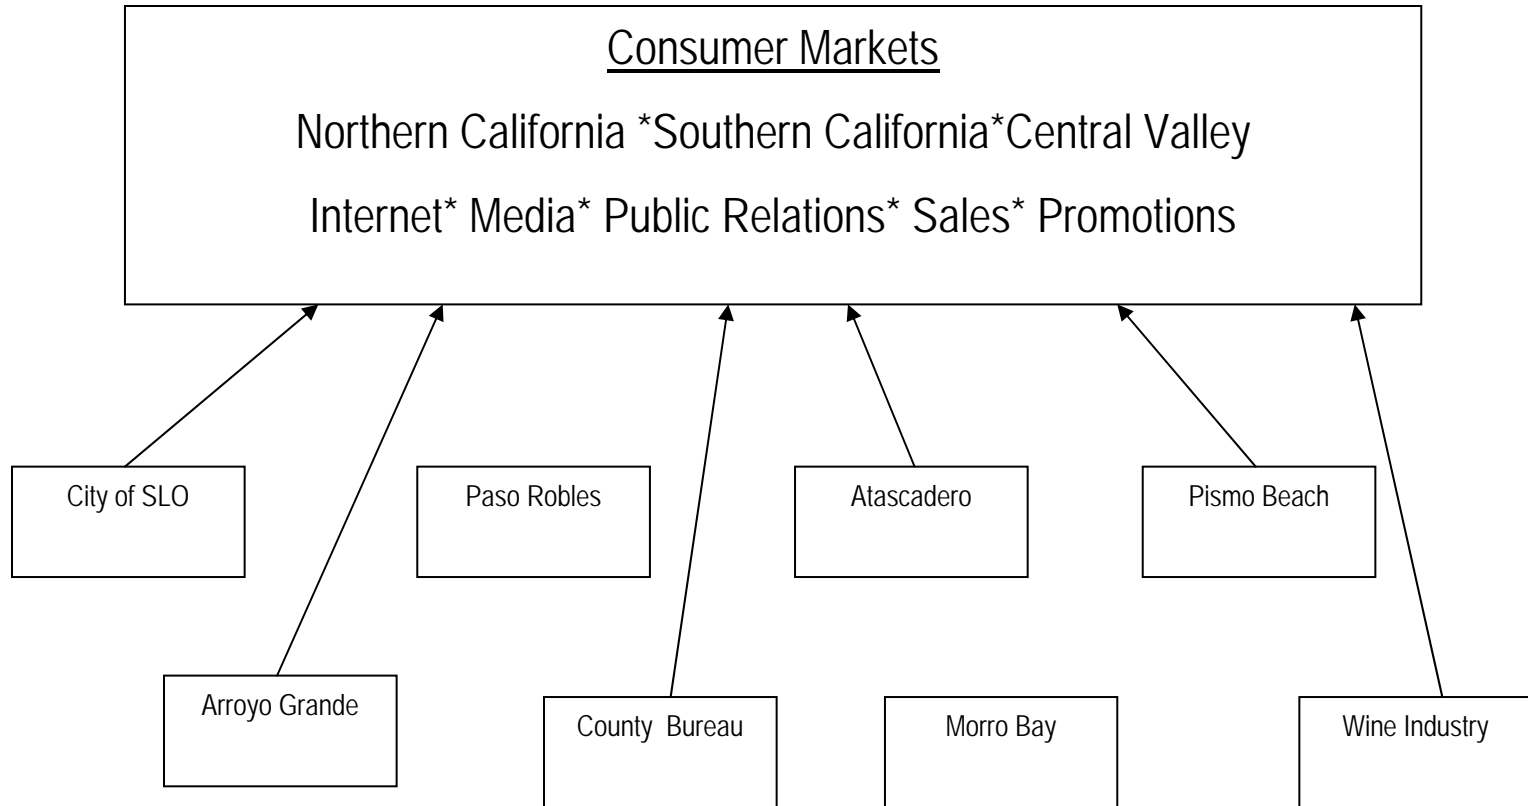 Consumer Markets
Northern California *Southern California*Central Valley
Internet* Media* Public Relations* Sales* Promotions
City of SLO
Paso Robles
Atascadero
Pismo Beach
Arroyo Grande
County Bureau
Morro Bay
Wine Industry